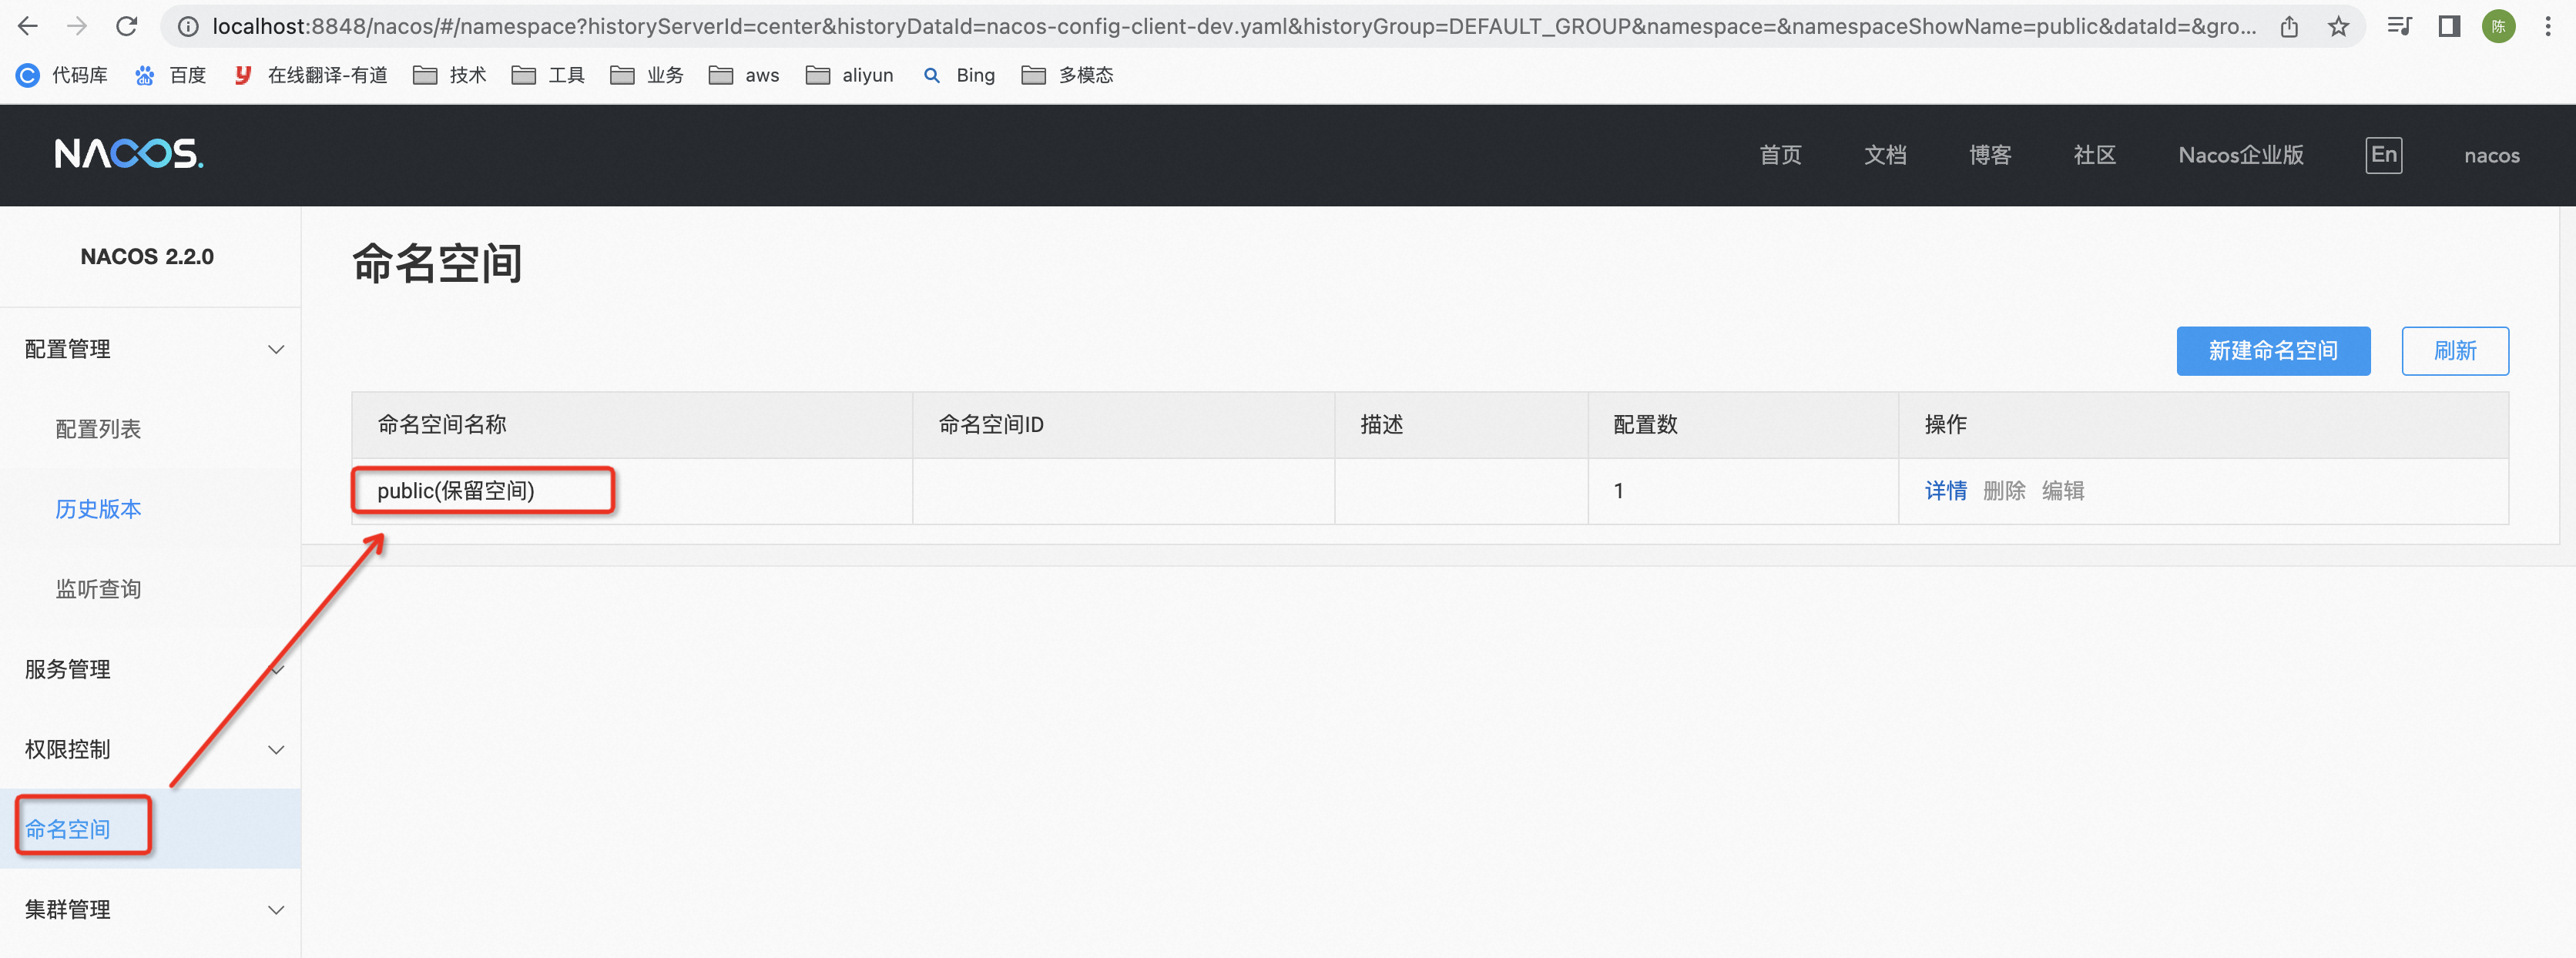 localhost:8848/nacos/#/namespace?historyServerId=center&historyDataId=nacos-config-client-dev.yaml&historyGroup=DEFAULT_GROUP&namespace=&namespaceShowName=public&dataId=&gro...
陈
代码库 百度 在线翻译-有道 技术 工具 业务 aws aliyun Bing 多模态
NACOS.
首页 文档 博客 社区 Nacos企业版 En nacos
NACOS 2.2.0
配置管理
配置列表
历史版本
监听查询
服务管理
权限控制
命名空间
集群管理
命名空间
新建命名空间 刷新
命名空间名称 命名空间ID 描述 配置数 操作
public(保留空间) 1 详情 删除 编辑